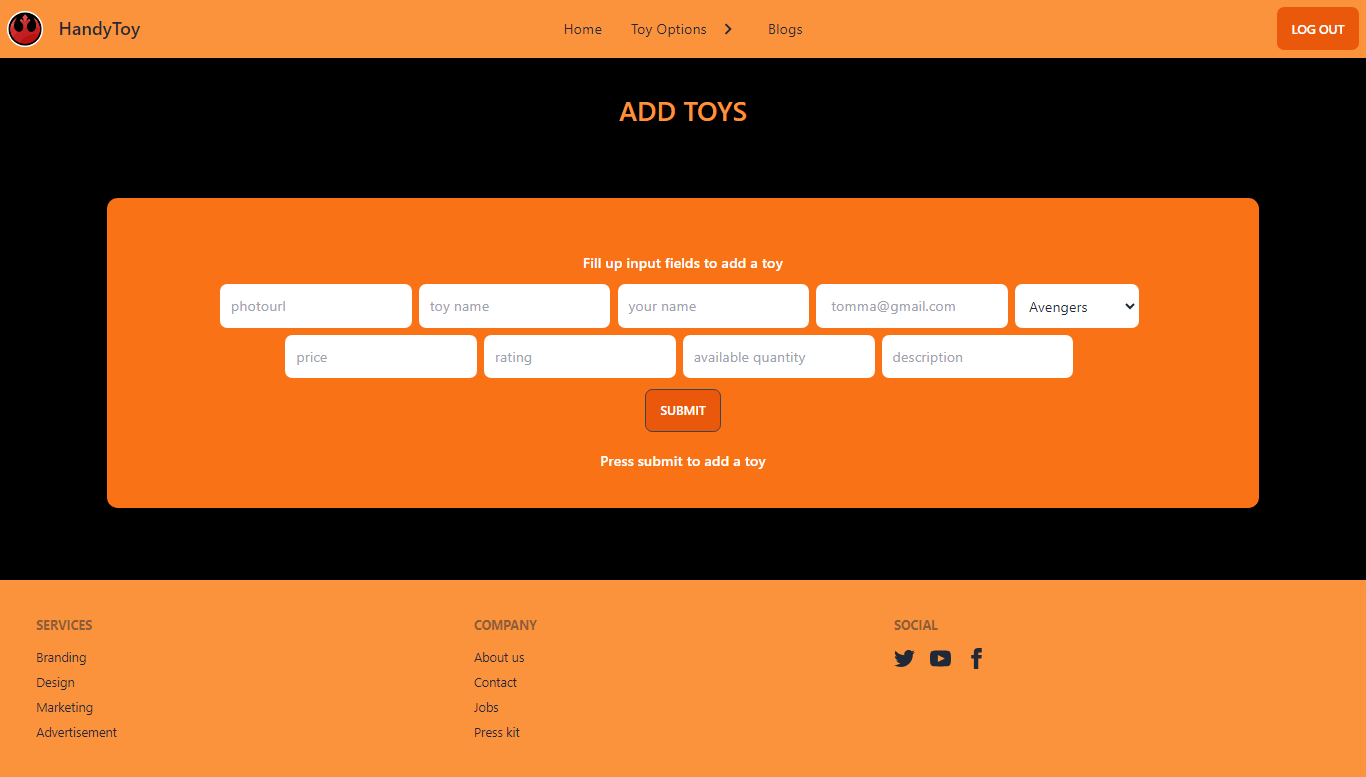 HandyToy Home Toy Options Blogs LOG OUT
ADD TOYS
Fill up input fields to add a toy
photourl toy name your name tomma@gmail.com Avengers
price rating available quantity description
SUBMIT
Press submit to add a toy
SERVICES COMPANY SOCIAL
Branding About us
Design Contact
Marketing Jobs
Advertisement Press kit